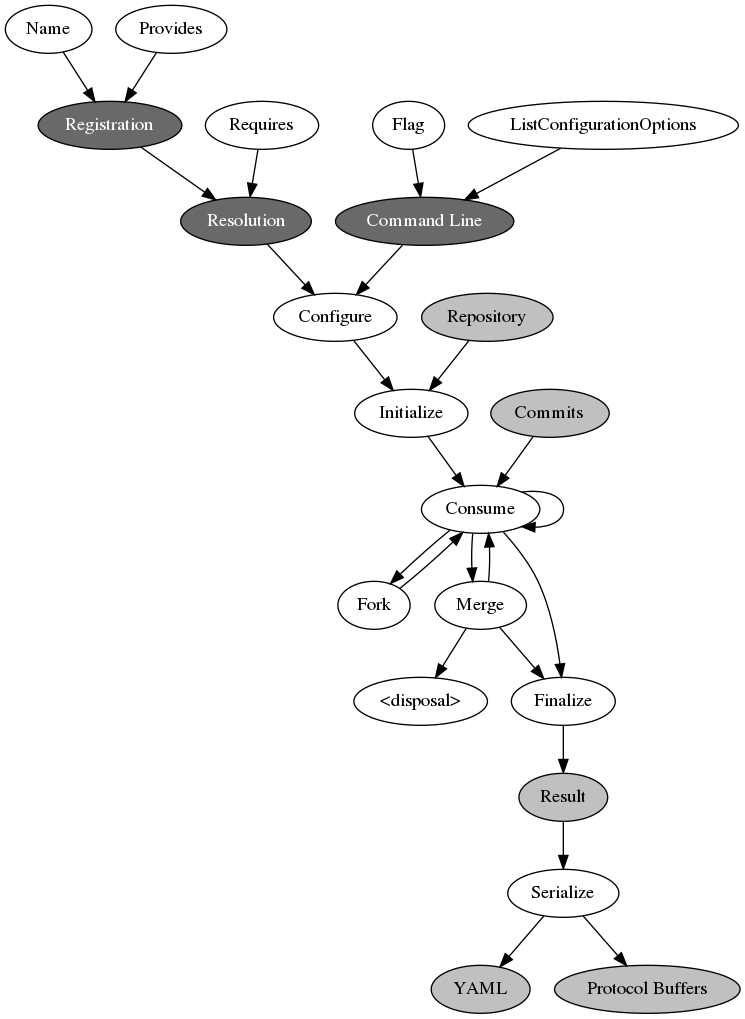 Name
Provides
Registration
Requires
Flag
ListConfigurationOptions
Resolution
Command Line
Configure
Repository
Initialize
Commits
Consume
Fork
Merge
<disposal>
Finalize
Result
Serialize
YAML
Protocol Buffers